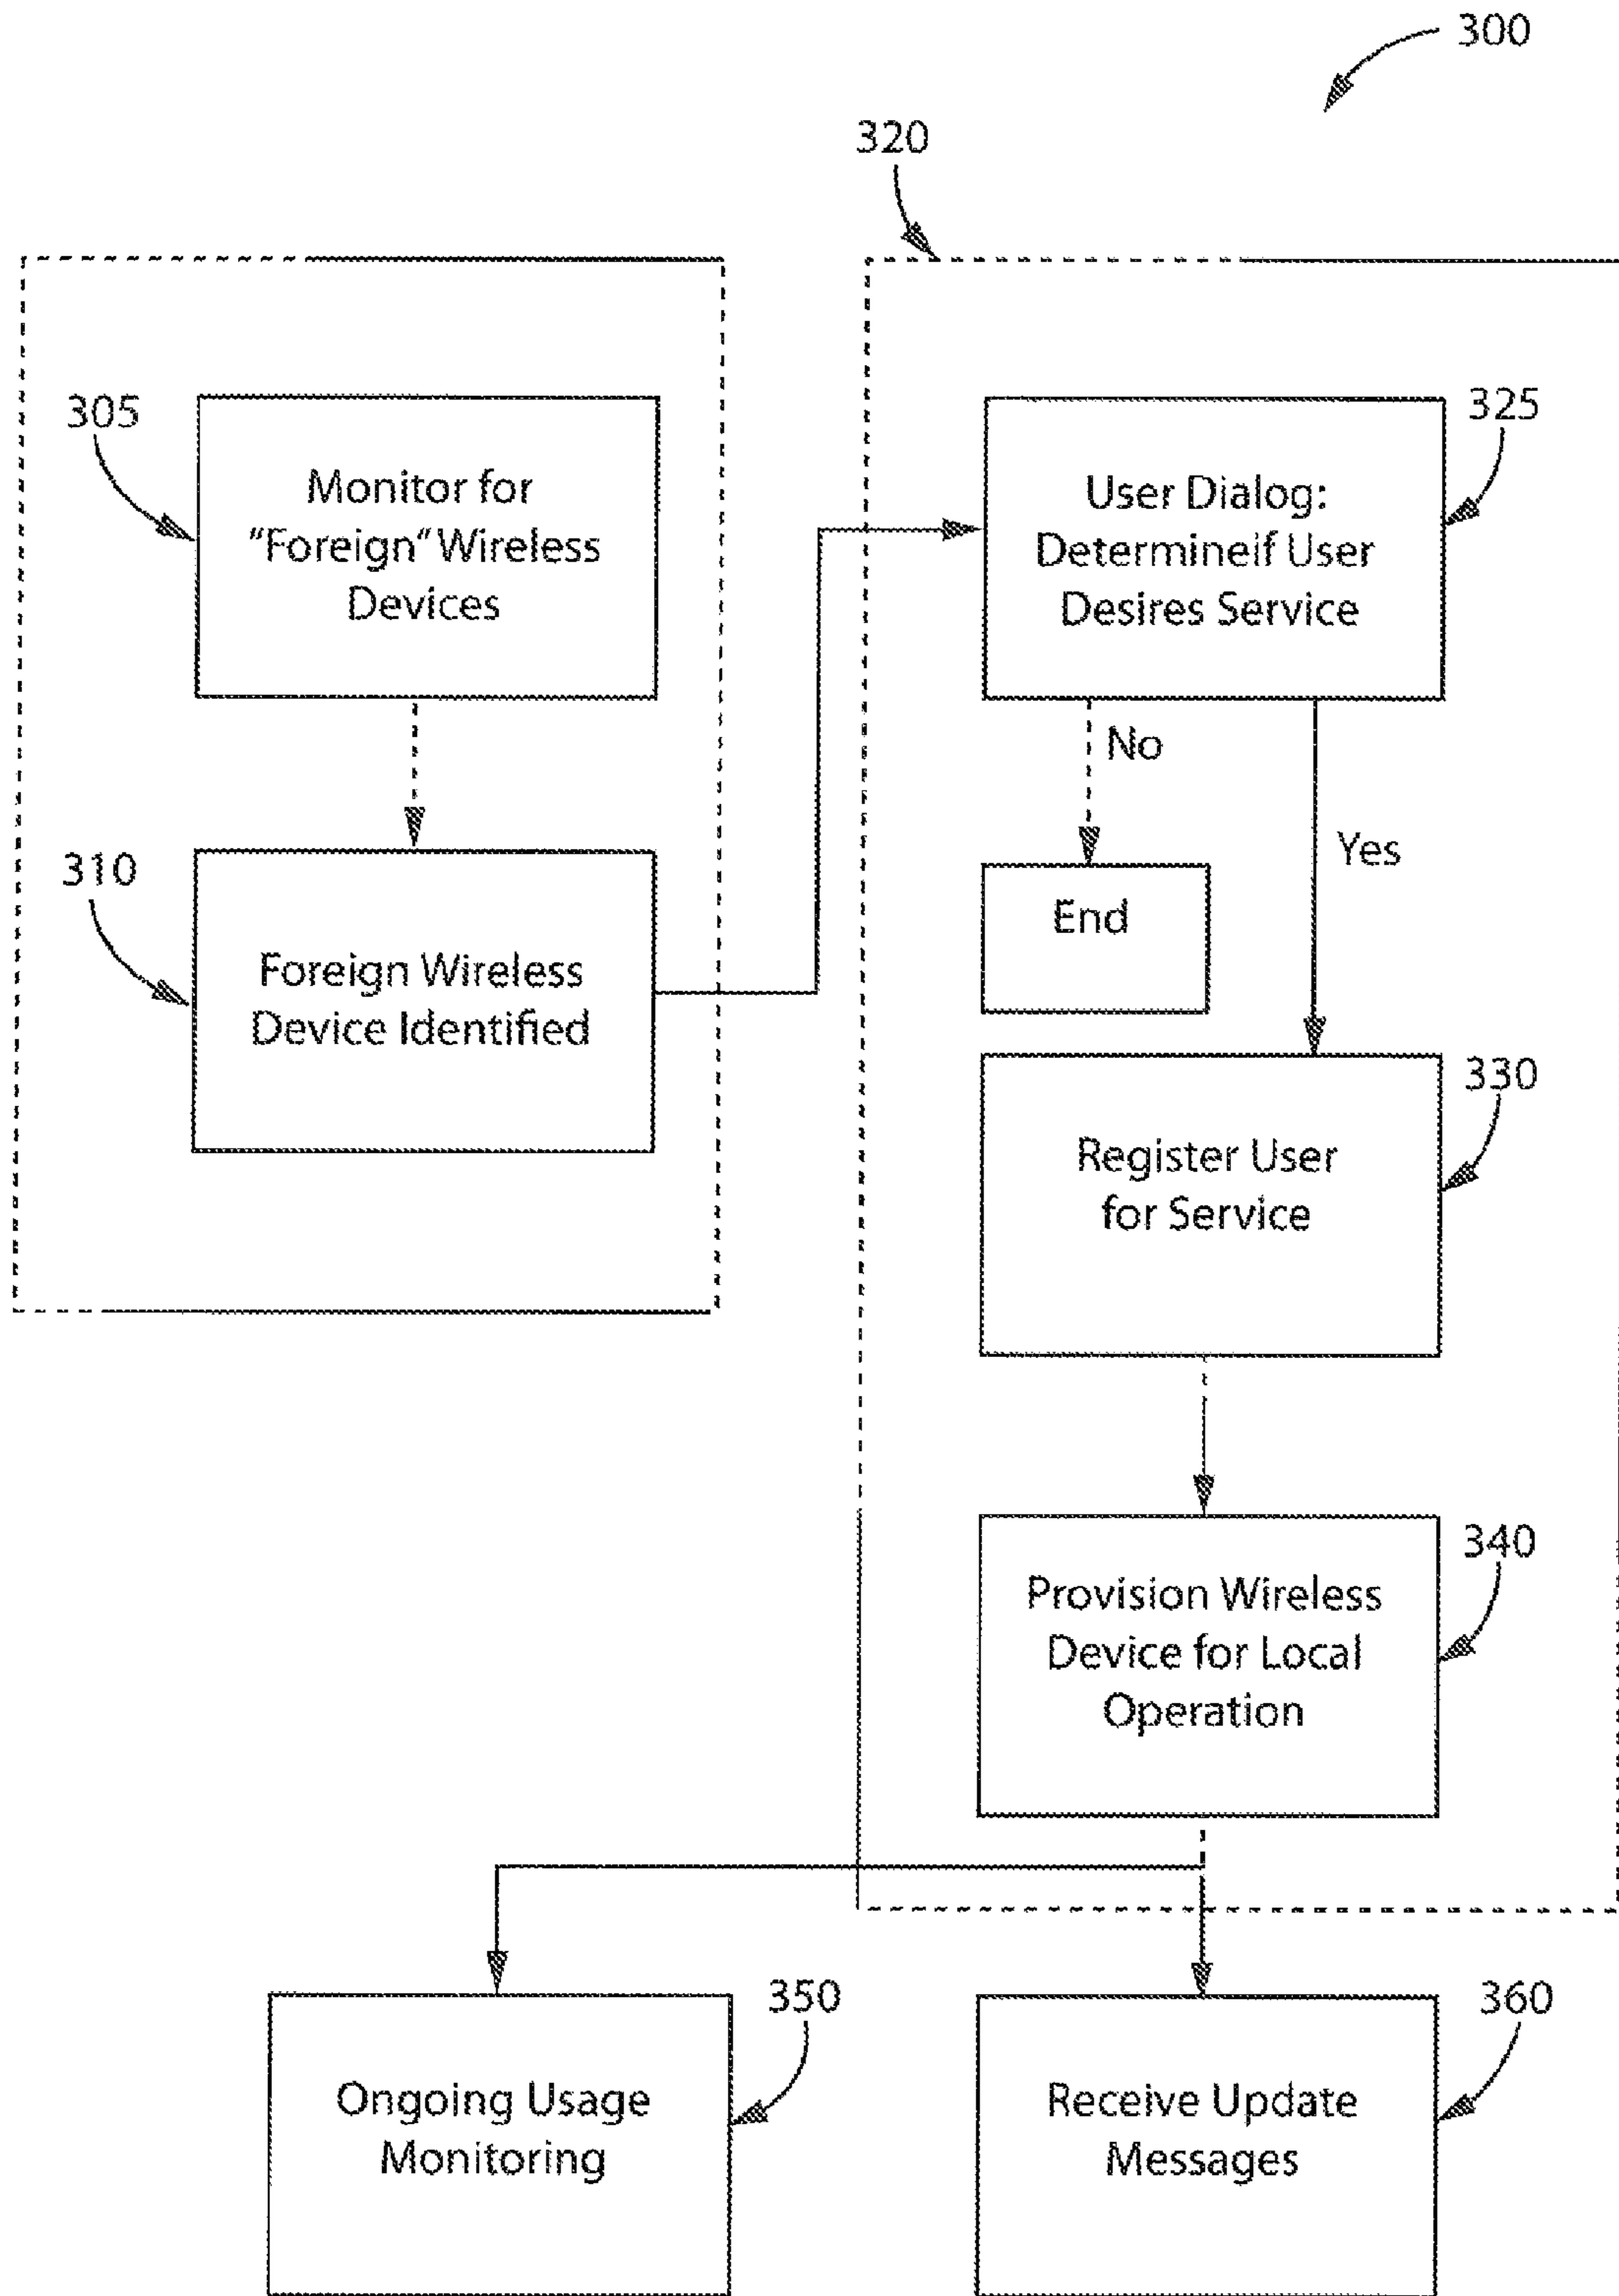 300
320
305
Monitor for
"Foreign" Wireless
Devices
310
Foreign Wireless
Device Identified
325
User Dialog:
Determineif User
Desires Service
No
Yes
End
330
Register User
for Service
340
Provision Wireless
Device for Local
Operation
350
Ongoing Usage
Monitoring
360
Receive Update
Messages